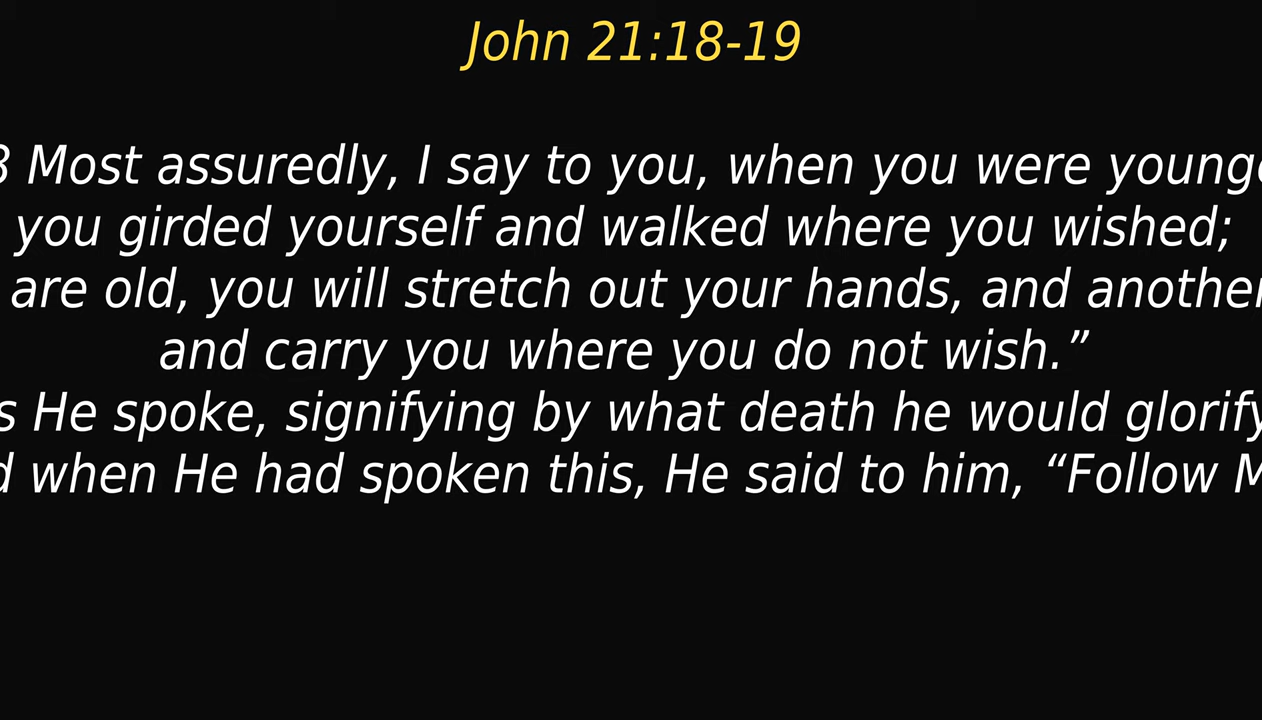 John 21:18-19
Most assuredly, I say to you, when you were
you girded yourself and walked where you wished;
are old, you will stretch out your hands, and another
and carry you where you do not wish.”
He spoke, signifying by what death he would glorify
when He had spoken this, He said to him, “Follow